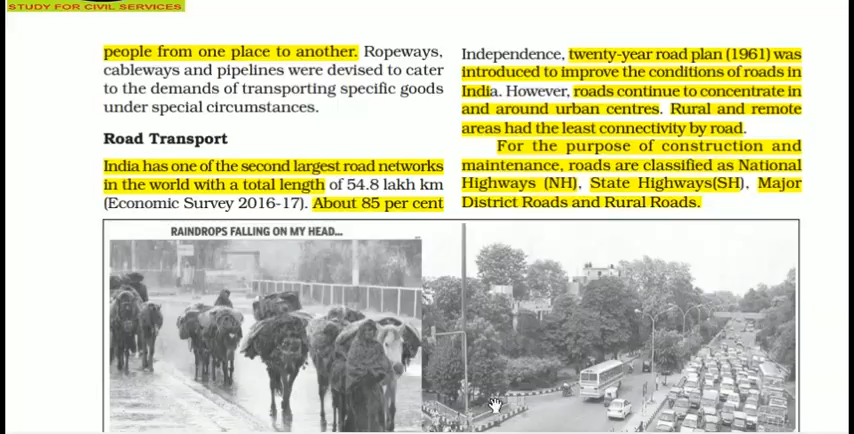 STUDY FOR CIVIL SERVICES
people from one place to another. Ropeways,
cableways and pipelines were devised to cater
to the demands of transporting specific goods
under special circumstances.
Road Transport
India has one of the second largest road networks
in the world with a total length of 54.8 lakh km
(Economic Survey 2016-17). About 85 per cent
Independence, twenty-year road plan (1961) was
introduced to improve the conditions of roads in
India. However, roads continue to concentrate in
and around urban centres. Rural and remote
areas had the least connectivity by road.
For the purpose of construction and
maintenance, roads are classified as National
Highways (NH), State Highways(SH), Major
District Roads and Rural Roads.
RAINDROPS FALLING ON MY HEAD...